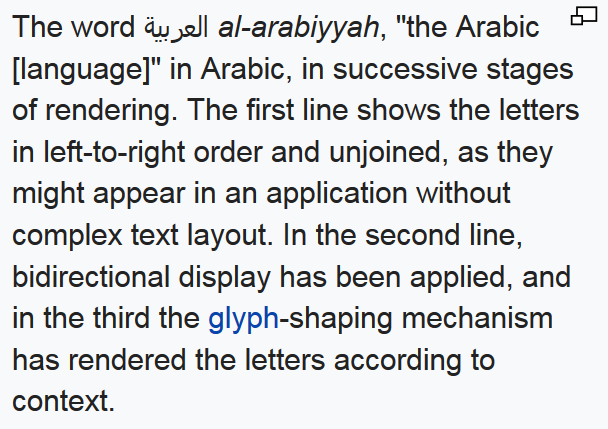 The word العربية al-arabiyyah, "the Arabic
[language]" in Arabic, in successive stages
of rendering. The first line shows the letters
in left-to-right order and unjoined, as they
might appear in an application without
complex text layout. In the second line,
bidirectional display has been applied, and
in the third the glyph-shaping mechanism
has rendered the letters according to
context.